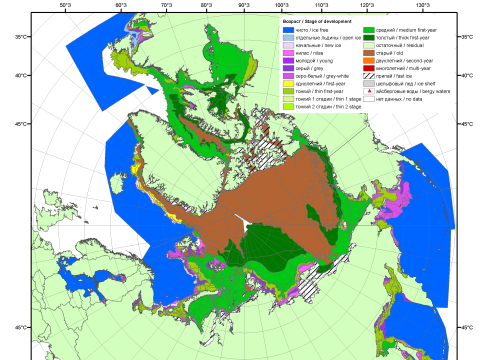 50°З 60°З 70°З 80°З 90°З 100°З 110°З 120°З 130°З
35°С
40°С
45°С
45°С
35°С
40°С
45°С
Возраст / Stage of development
чисто / ice free
отдельные льдины / open ice
начальные / new ice
нилас / nilas
молодой / young
серый / grey
серо-белый / grey-white
однолетний / first-year
тонкий / thin first-year
тонкий 1 стадии / thin 1 stage
тонкий 2 стадии / thin 2 stage
средний / medium first-year
толстый / thick first-year
остаточный / residual
старый / old
двухлетний / second-year
многолетний / multi-year
припай / fast ice
шельфовый лед / ice shelf
айсберговые воды / bergy waters
нет данных / no data